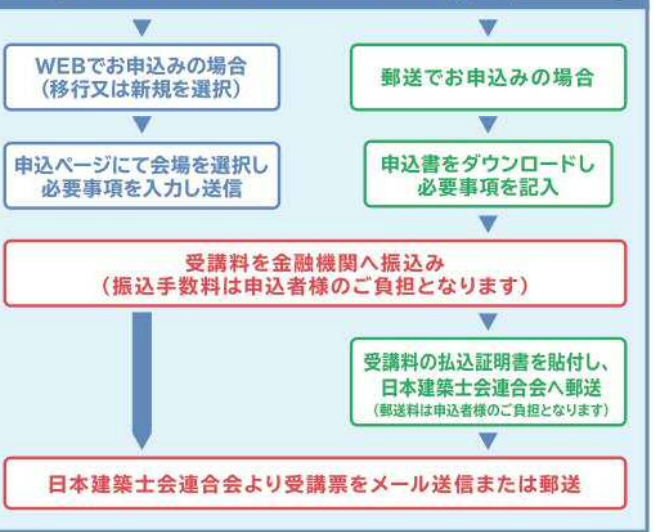 WEBでお申込みの場合
(移行又は新規を選択)
郵送でお申込みの場合
申込ページにて会場を選択し
必要事項を入力し送信
申込書をダウンロードし
必要事項を記入
受講料を金融機関へ振込み
(振込手数料は申込者様のご負担となります)
受講料の払込証明書を貼付し、
日本建築士会連合会へ郵送
(郵送料は申込者様のご負担となります)
日本建築士会連合会より受講票をメール送信または郵送